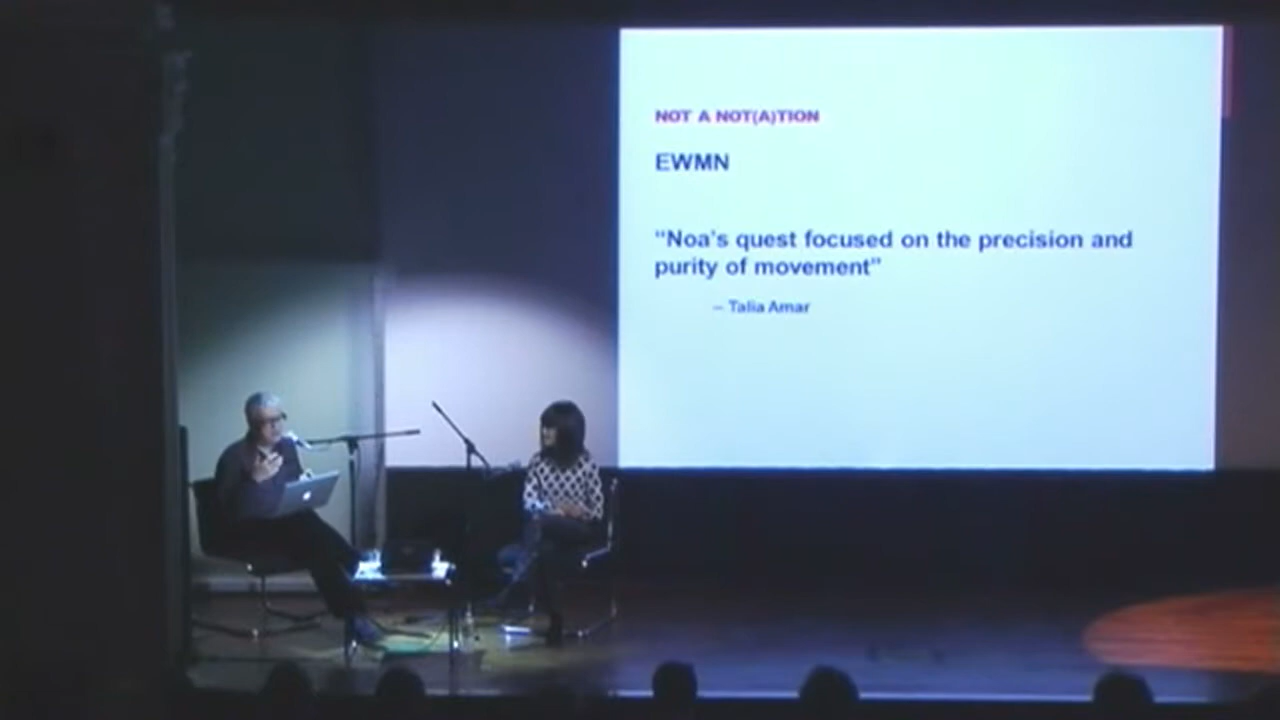 NOT A NOT(A)TION
EWMN
“Noa’s quest focused on the precision and
purity of movement”
– Talia Amar